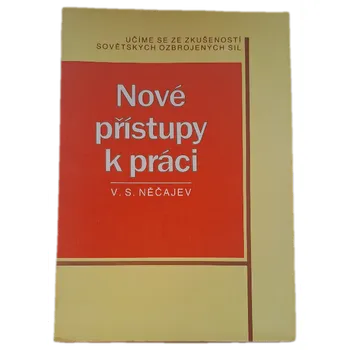 UČÍME SE ZE ZKUŠENOSTÍ
SOVĚTSKÝCH OZBROJENÝCH SIL
Nové
přístupy
k práci
V. S. NĚČAJEV